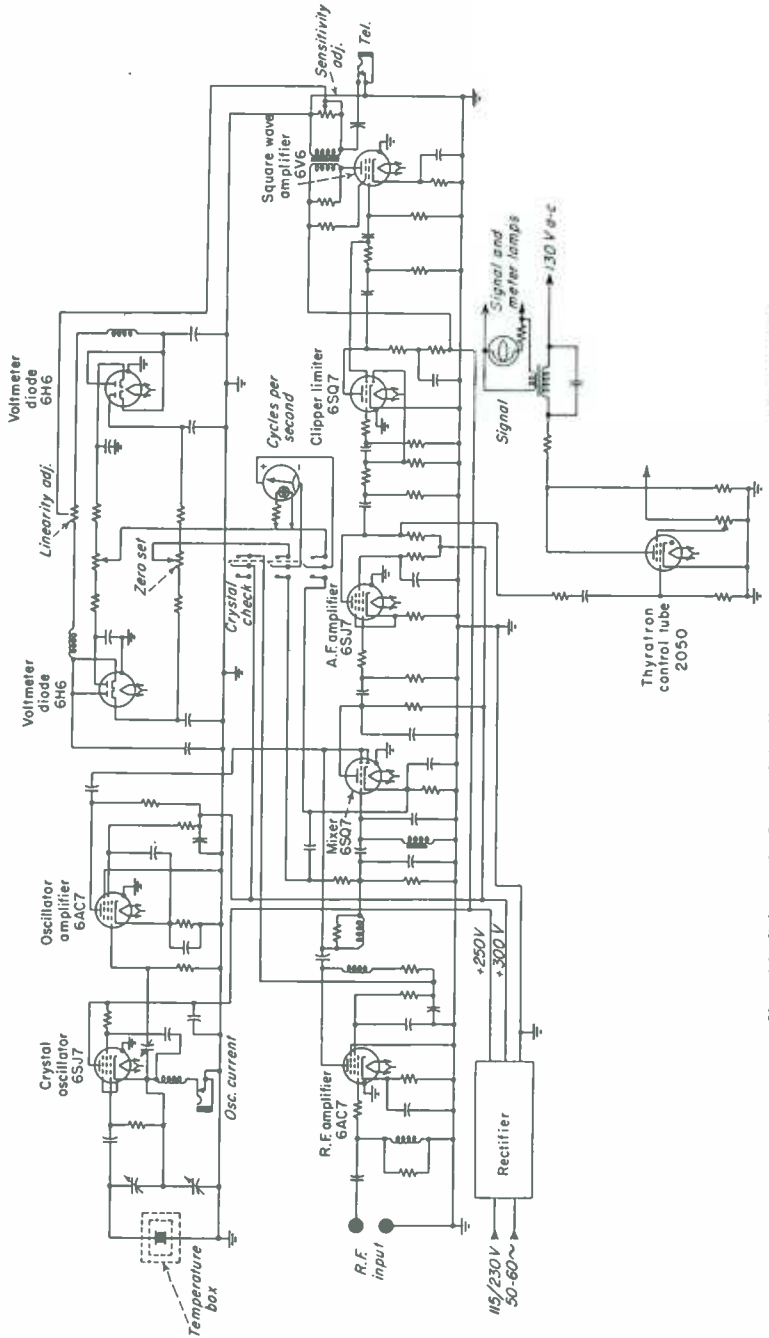 Temperature
box
Crystal
oscillator
6SJ7
Osc. current
Oscillator
amplifier
6AC7
Voltmeter
diode
6H6
Linearity adj.
Zero set
Voltmeter
diode
6H6
Crystal
check
Cycles per
second
+
-
R.F.
input
R.F. amplifier
6AC7
Mixer
6SQ7
A.F. amplifier
6SJ7
Clipper limiter
6SQ7
Square wave
amplifier
6V6
Sensitivity
adj.
Tel.
115/230V
50-60~
Rectifier
+250V
+300V
Thyratron
control tube
2050
Signal
Signal and
meter lamps
130 V a-c